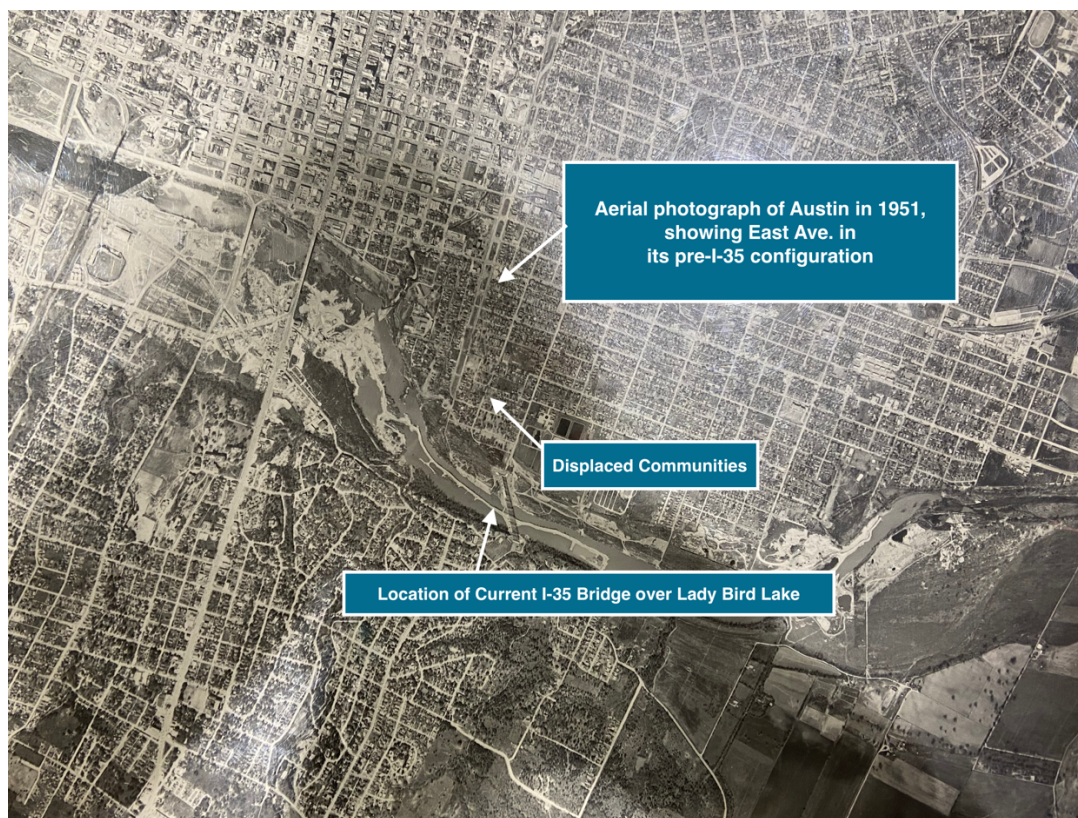 Aerial photograph of Austin in 1951,
showing East Ave. in
its pre-I-35 configuration
Displaced Communities
Location of Current I-35 Bridge over Lady Bird Lake